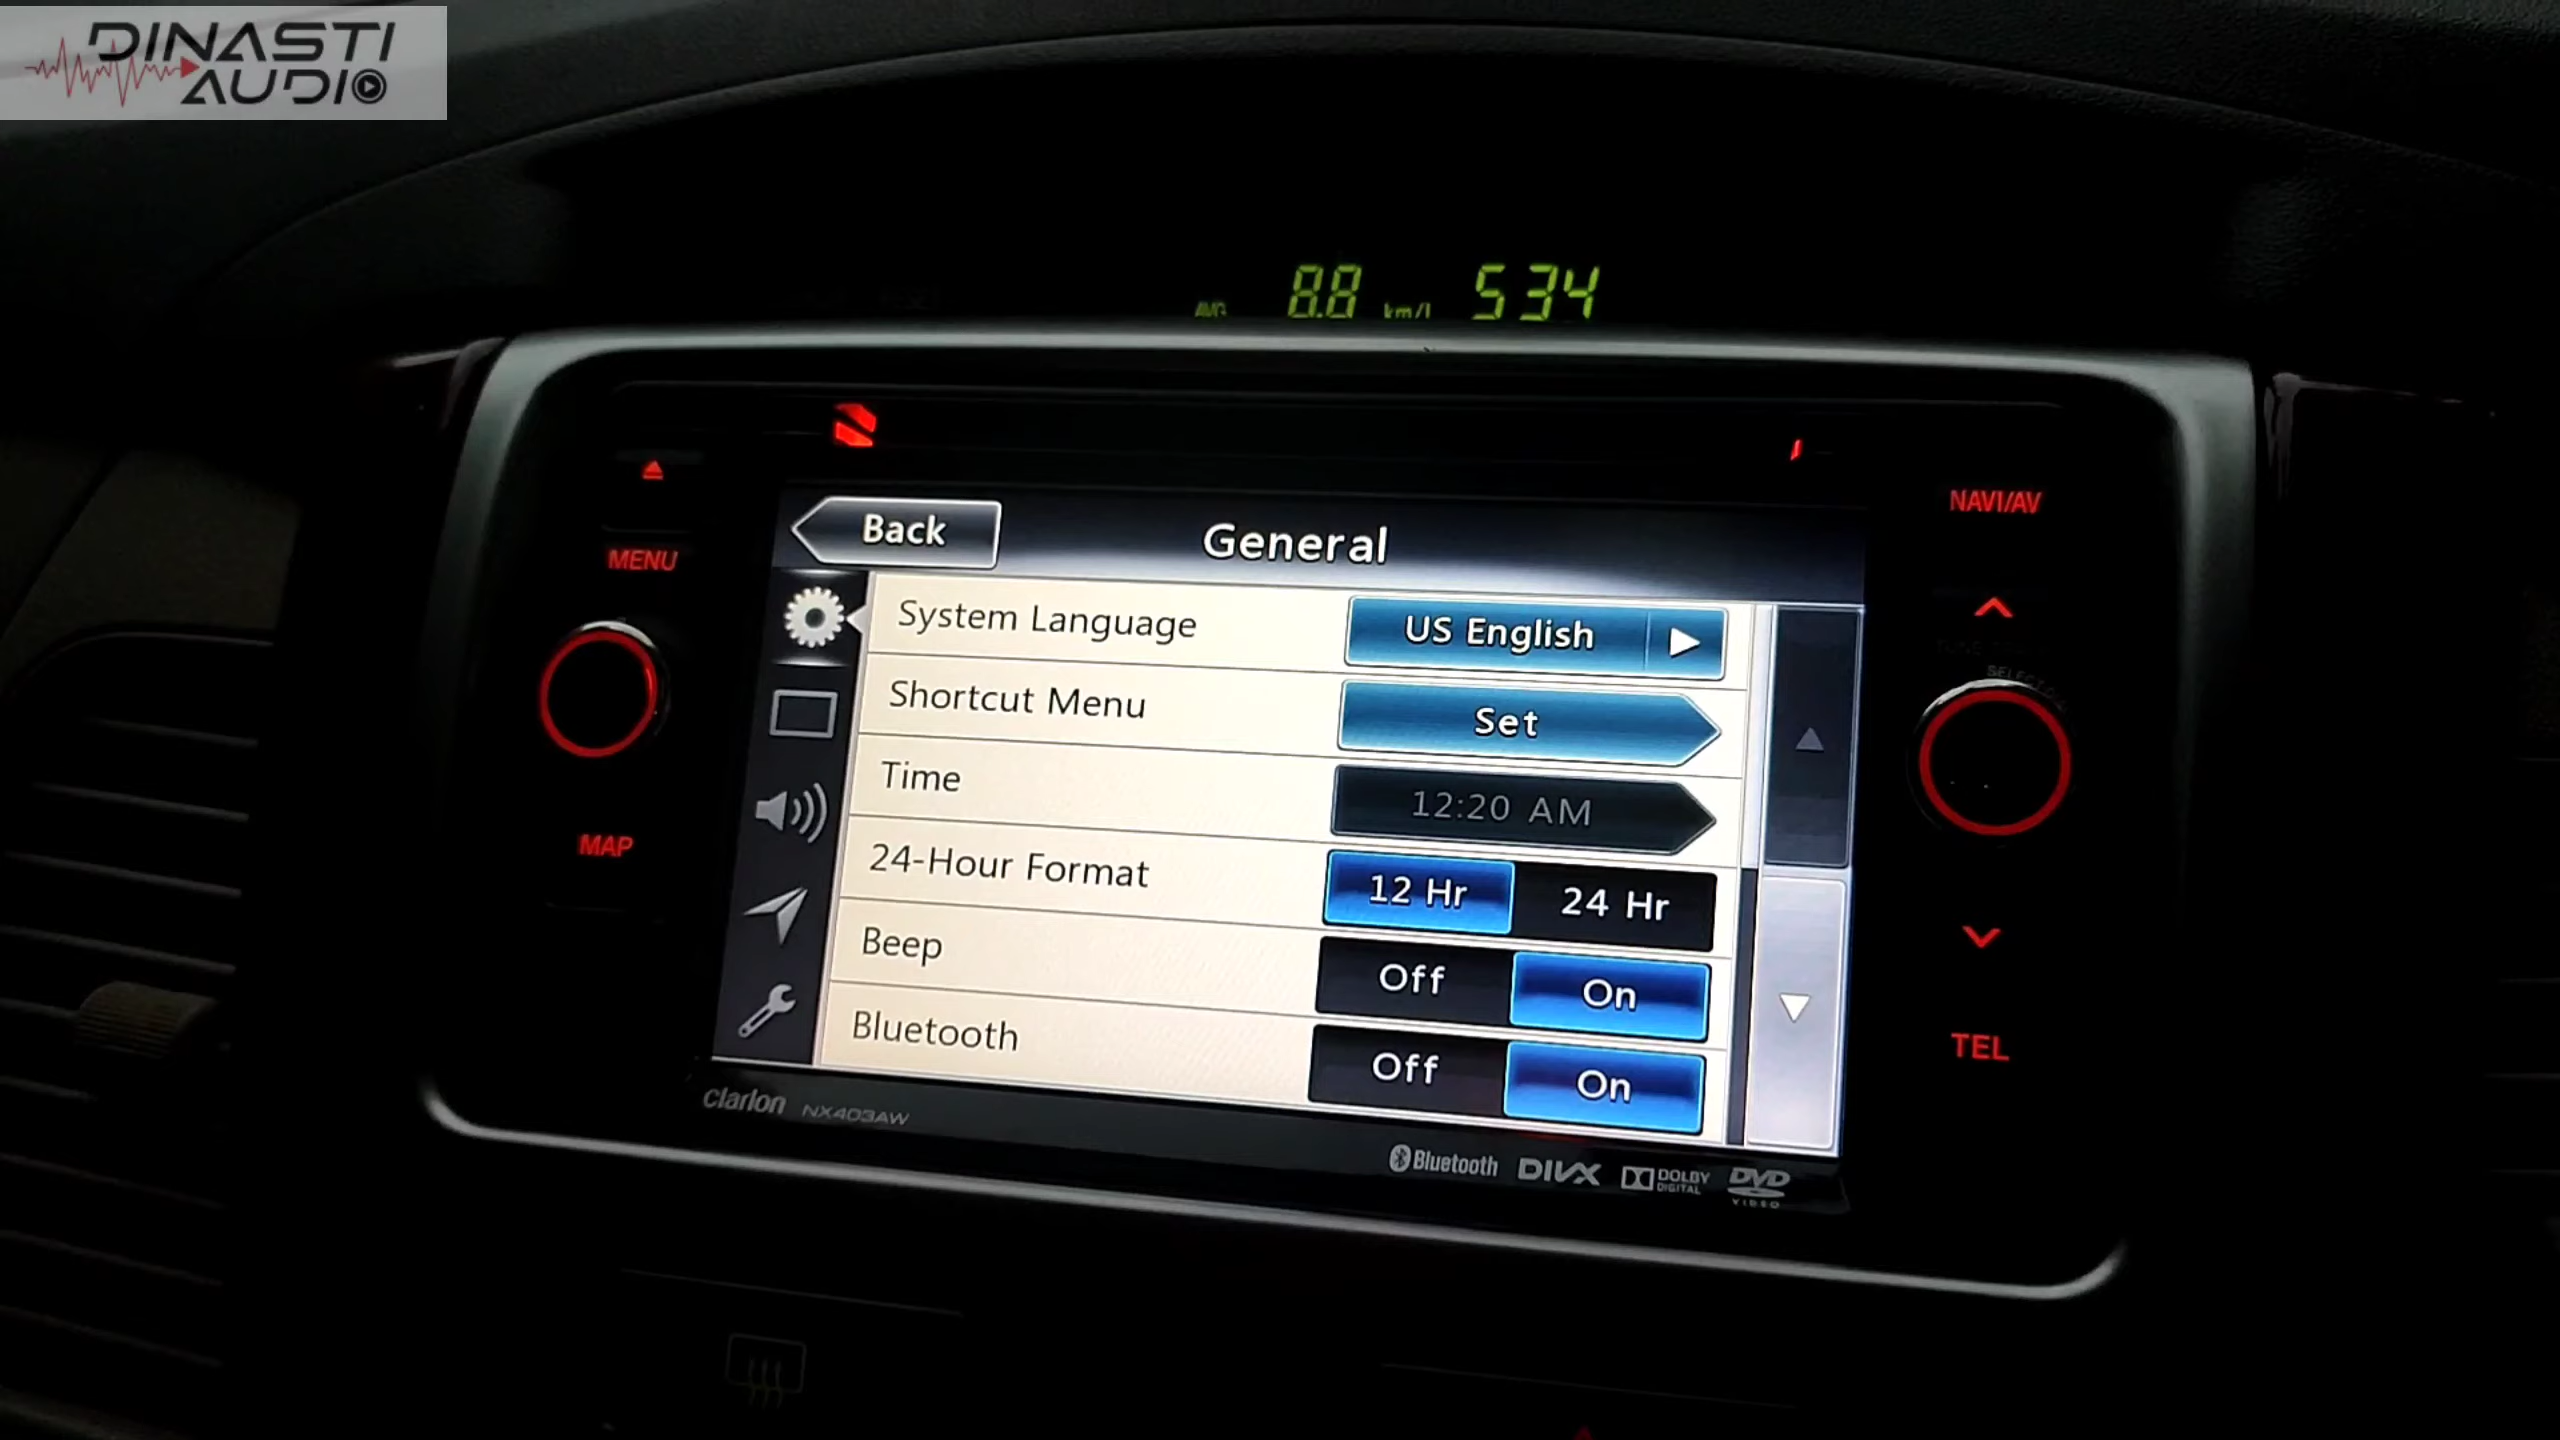 DINASTI
AUDIO
AVG 8.8 km/l 5 34
NAVI/AV
MENU
MAP
SELECT
TEL
Back
General
System Language
US English
Shortcut Menu
Set
Time
12:20 AM
24-Hour Format
12 Hr
24 Hr
Beep
Off
On
Bluetooth
Off
On
clarion NX403AW
Bluetooth DIVX DOLBY DIGITAL DVD VIDEO